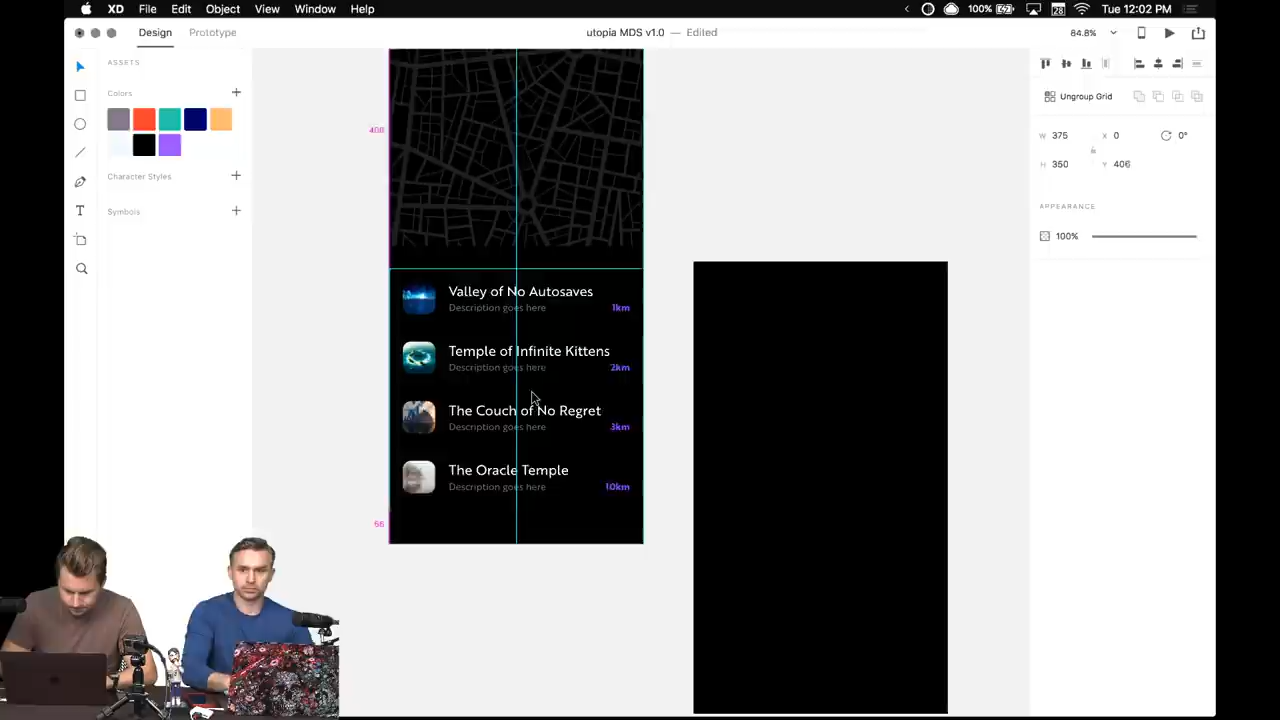 XD File Edit Object View Window Help
100% 28 Tue 12:02 PM
Design Prototype
utopia MDS v1.0 — Edited
84.8%
ASSETS
Colors
Character Styles
Symbols
Ungroup Grid
W 375 X 0 0°
H 350 Y 406
APPEARANCE
100%
Valley of No Autosaves
Description goes here 1km
Temple of Infinite Kittens
Description goes here 2km
The Couch of No Regret
Description goes here 3km
The Oracle Temple
Description goes here 10km